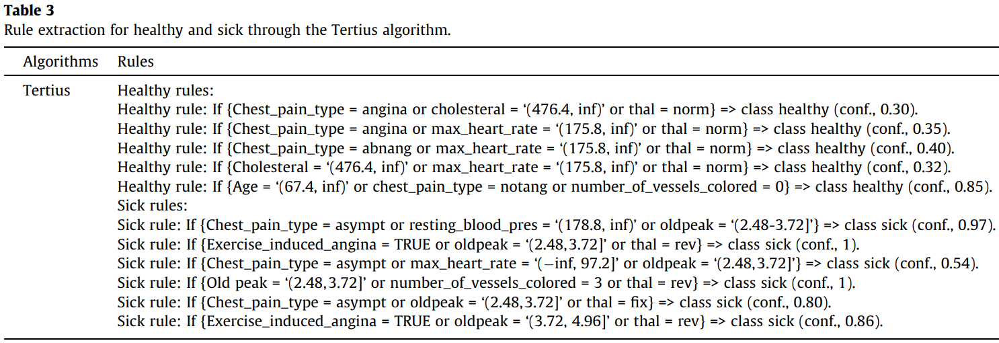 Table 3
Rule extraction for healthy and sick through the Tertius algorithm.
Algorithms Rules
Tertius Healthy rules:
Healthy rule: If {Chest_pain_type = angina or cholesteral = ‘(476.4, inf)’ or thal = norm} => class healthy (conf., 0.30).
Healthy rule: If {Chest_pain_type = angina or max_heart_rate = ‘(175.8, inf)’ or thal = norm} => class healthy (conf., 0.35).
Healthy rule: If {Chest_pain_type = abnang or max_heart_rate = ‘(175.8, inf)’ or thal = norm} => class healthy (conf., 0.40).
Healthy rule: If {Cholesteral = ‘(476.4, inf)’ or max_heart_rate = ‘(175.8, inf)’ or thal = norm} => class healthy (conf., 0.32).
Healthy rule: If {Age = ‘(67.4, inf)’ or chest_pain_type = notang or number_of_vessels_colored = 0} => class healthy (conf., 0.85).
Sick rules:
Sick rule: If {Chest_pain_type = asympt or resting_blood_pres = ‘(178.8, inf)’ or oldpeak = ‘(2.48-3.72]’} => class sick (conf., 0.97).
Sick rule: If {Exercise_induced_angina = TRUE or oldpeak = ‘(2.48,3.72]’ or thal = rev} => class sick (conf., 1).
Sick rule: If {Chest_pain_type = asympt or max_heart_rate = ‘(−inf, 97.2]’ or oldpeak = ‘(2.48,3.72]’} => class sick (conf., 0.54).
Sick rule: If {Old peak = ‘(2.48,3.72]’ or number_of_vessels_colored = 3 or thal = rev} => class sick (conf., 1).
Sick rule: If {Chest_pain_type = asympt or oldpeak = ‘(2.48,3.72]’ or thal = fix} => class sick (conf., 0.80).
Sick rule: If {Exercise_induced_angina = TRUE or oldpeak = ‘(3.72, 4.96]’ or thal = rev} => class sick (conf., 0.86).